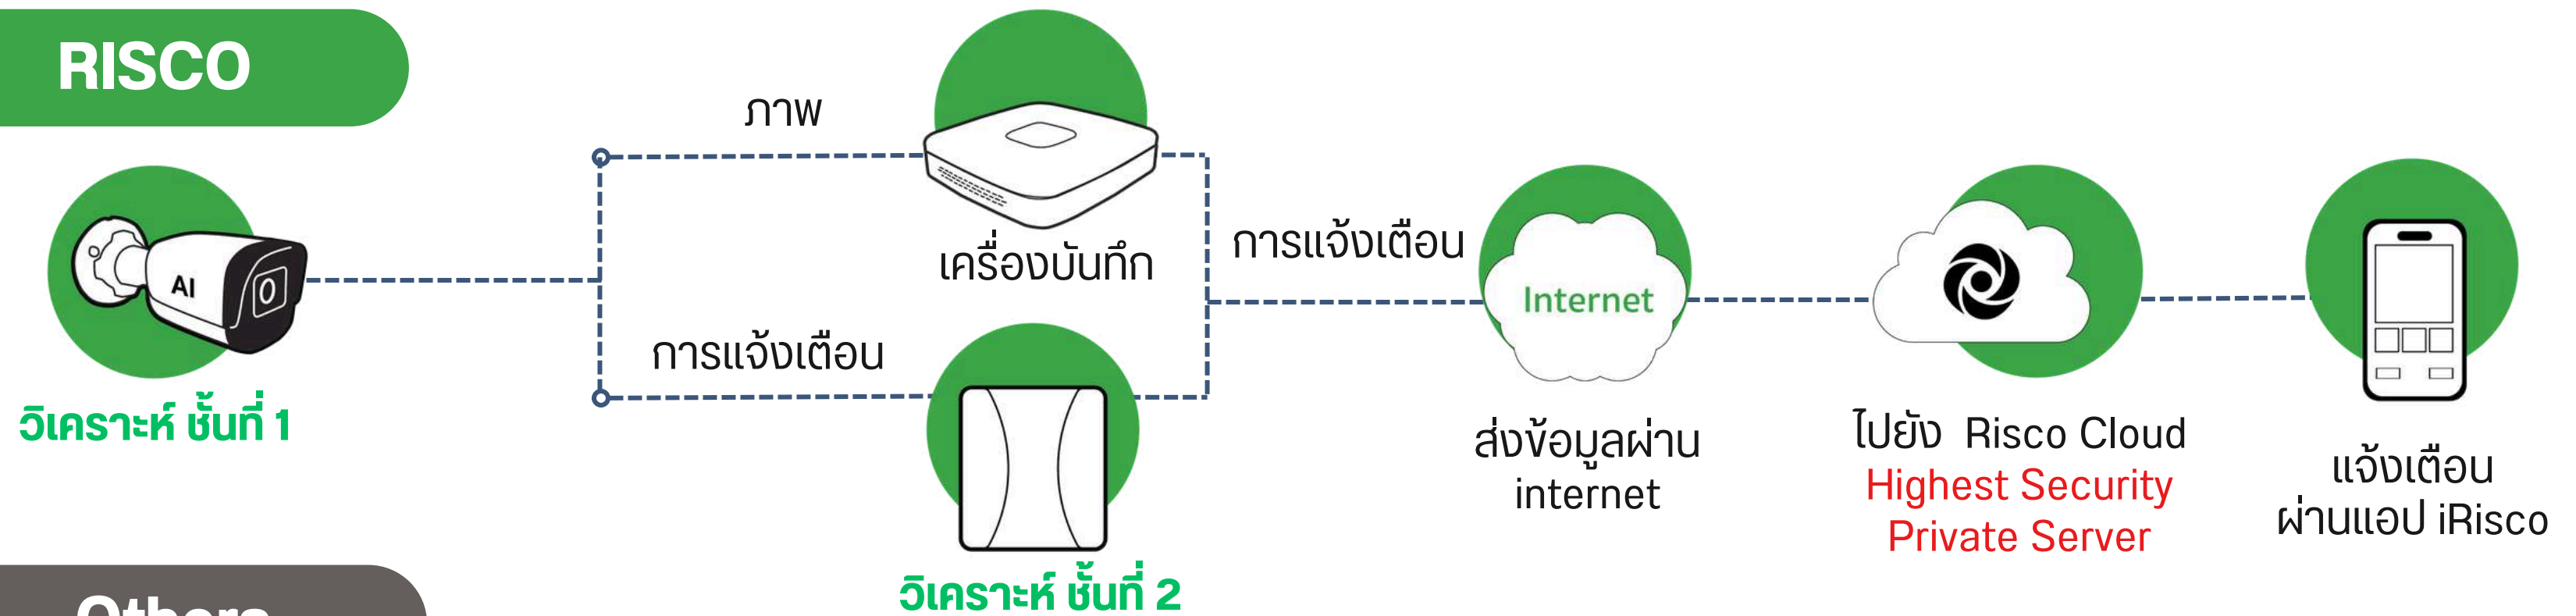 RISCO
ภาพ
เครื่องบันทึก
การแจ้งเตือน
AI
Internet
การแจ้งเตือน
วิเคราะห์ ชั้นที่ 1
ส่งข้อมูลผ่าน
internet
ไปยัง Risco Cloud
Highest Security
Private Server
แจ้งเตือน
ผ่านแอป iRisco
วิเคราะห์ ชั้นที่ 2
Others